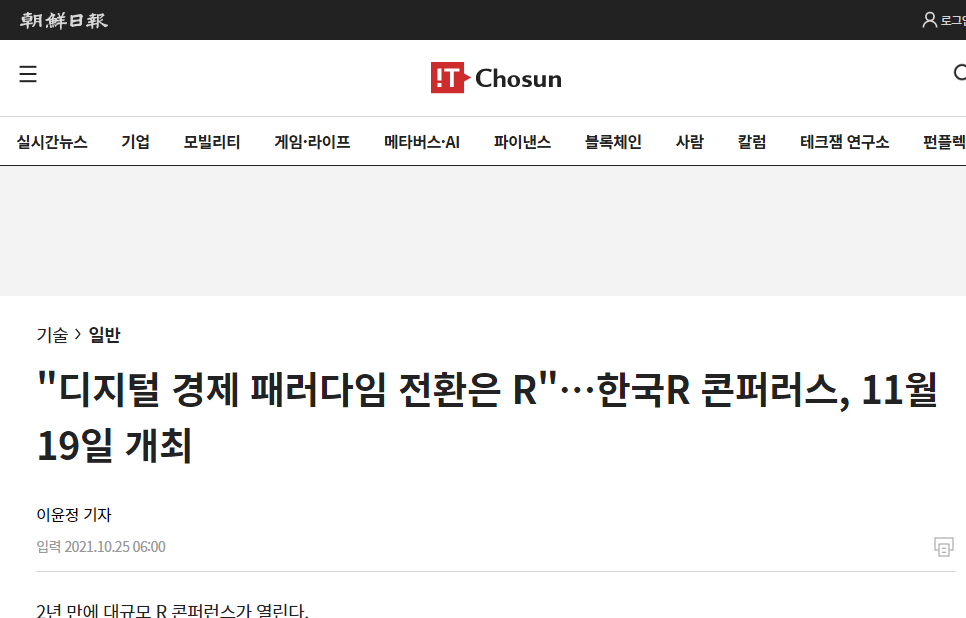 朝鮮日報
로그인
IT Chosun
실시간뉴스 기업 모빌리티 게임·라이프 메타버스·AI 파이낸스 블록체인 사람 칼럼 테크잼 연구소 펀플렉
기술 > 일반
"디지털 경제 패러다임 전환은 R"…한국R 콘퍼러스, 11월
19일 개최
이윤정 기자
입력 2021.10.25 06:00
2년 만에 대규모 R 콘퍼런스가 열린다.